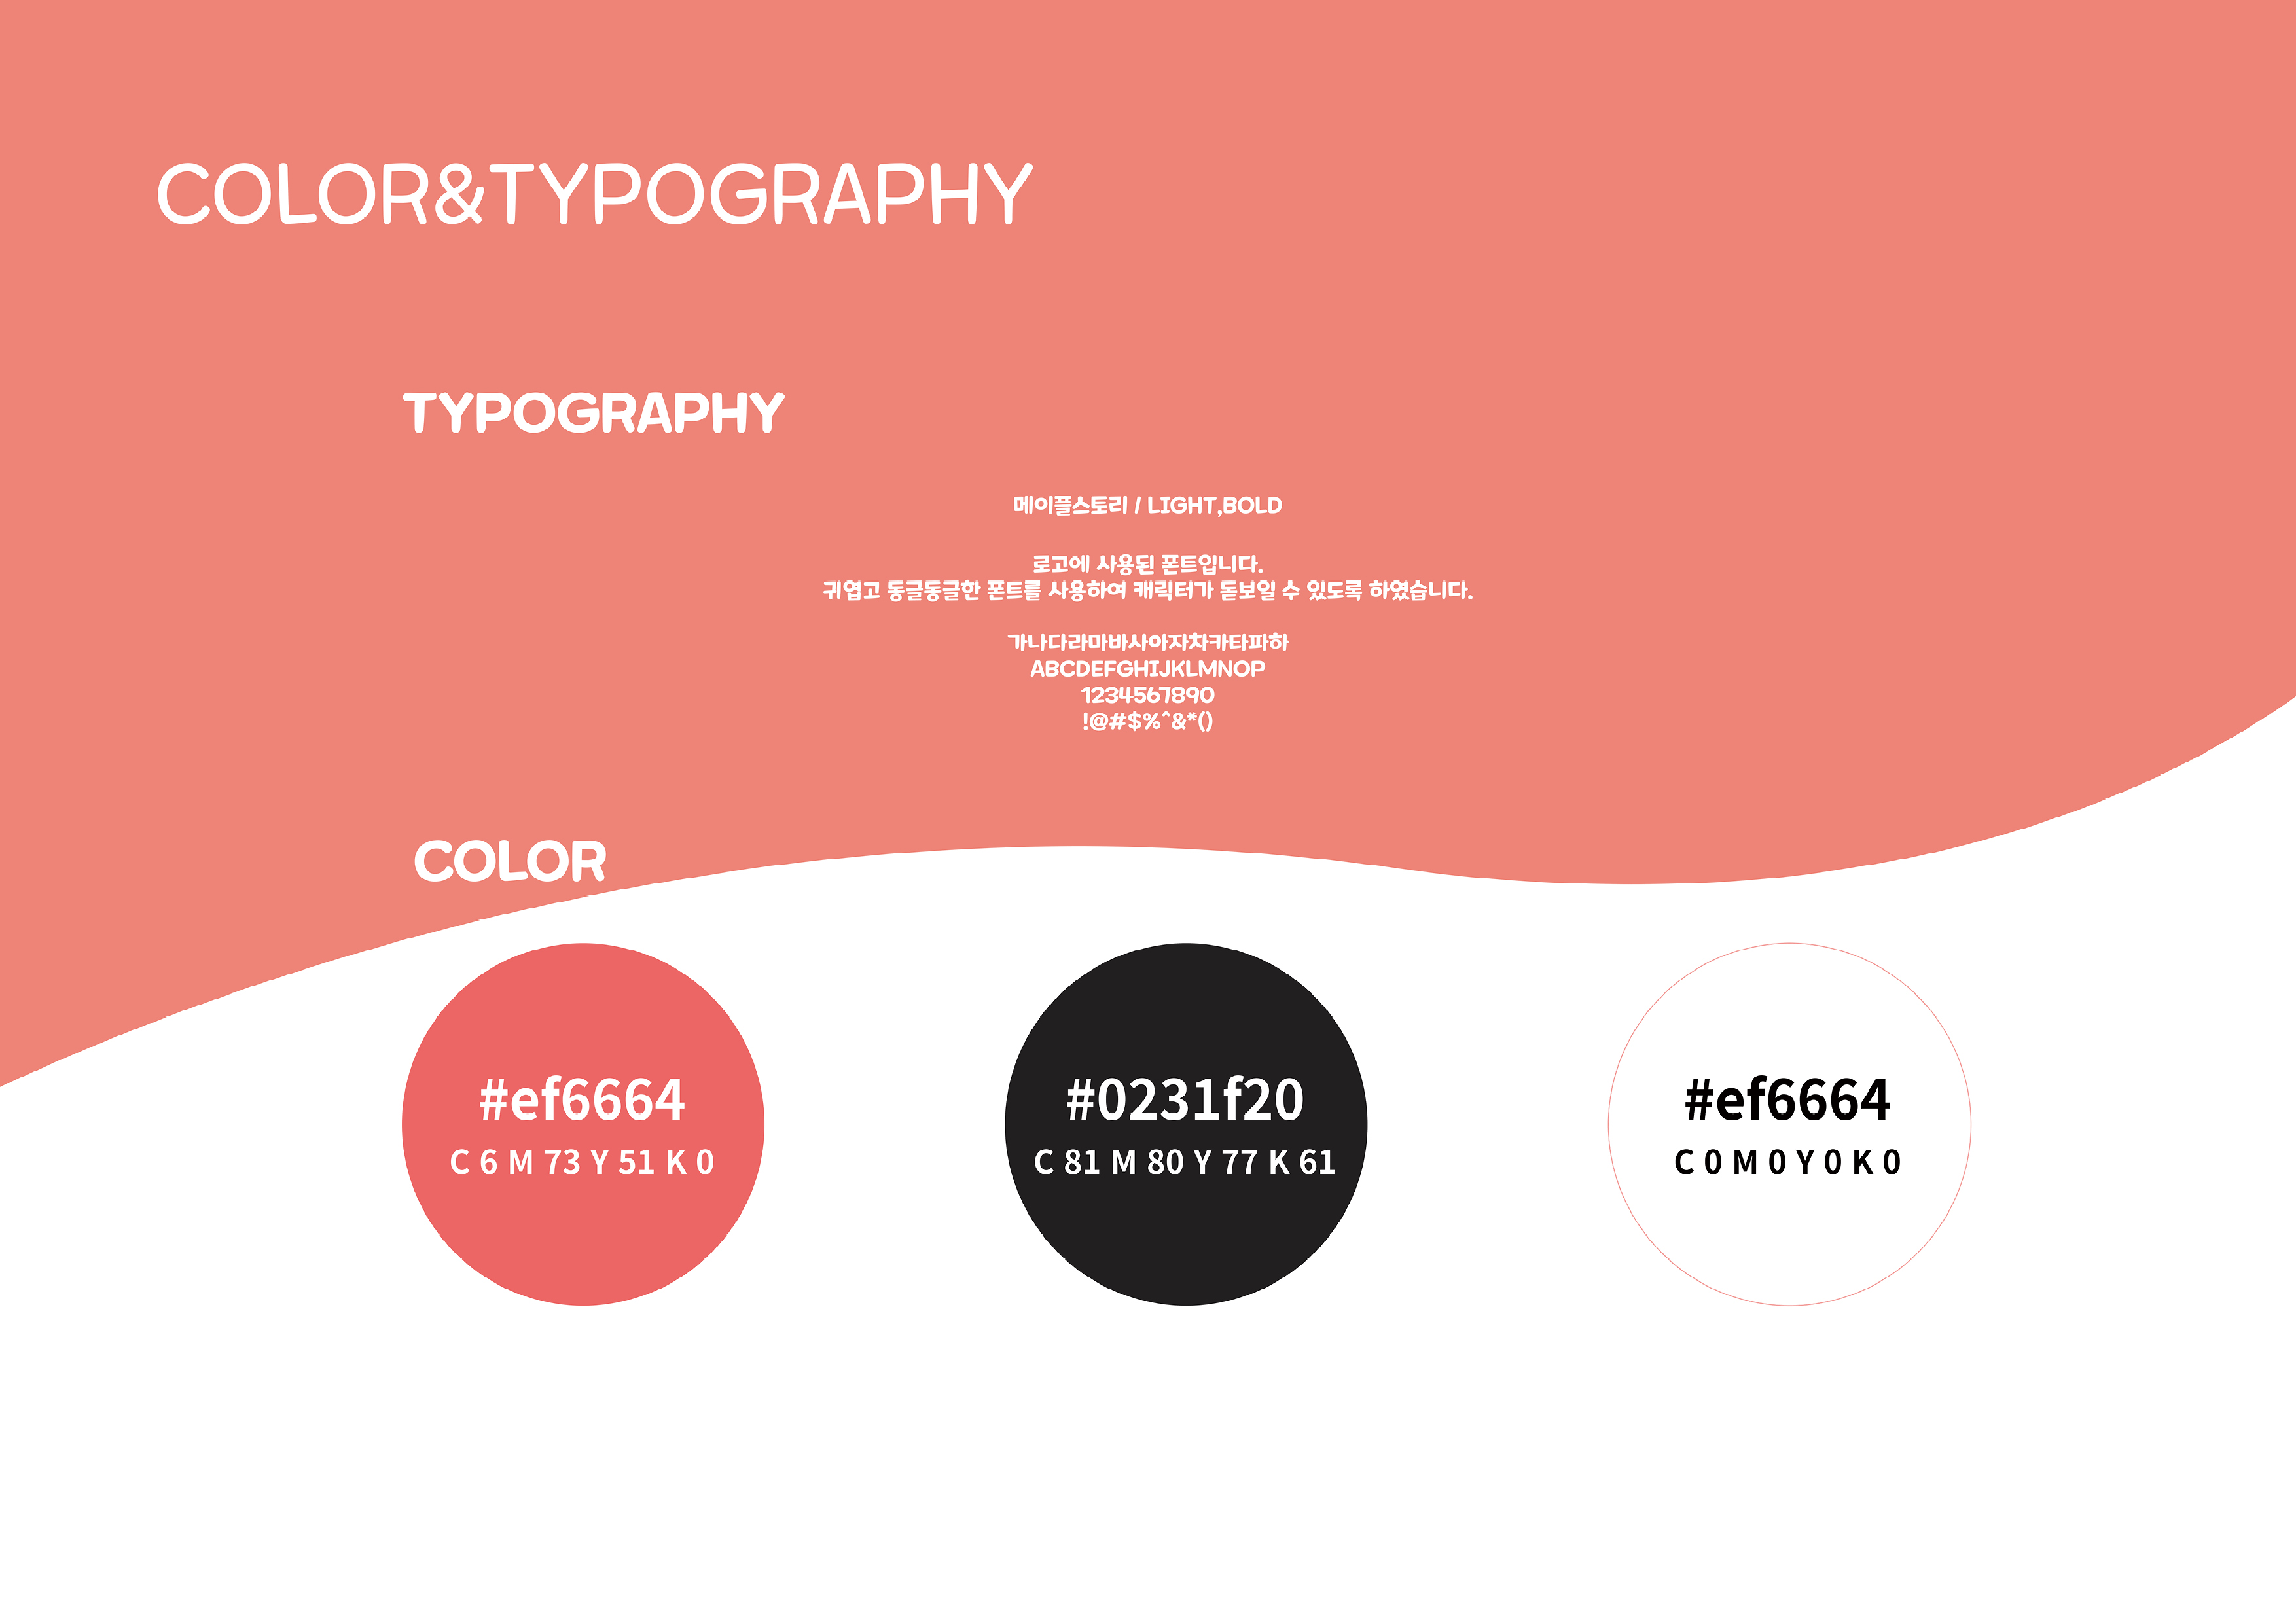 COLOR&TYPOGRAPHY
TYPOGRAPHY
메이플스토리 / LIGHT,BOLD
로고에 사용된 폰트입니다.
귀엽고 동글동글한 폰트를 사용하여 캐릭터가 돋보일 수 있도록 하였습니다.
가나다라마바사아자차카타파하
ABCDEFGHIJKLMNOP
1234567890
!@#$%^&*()
COLOR
#ef6664
C 6 M 73 Y 51 K 0
#0231f20
C 81 M 80 Y 77 K 61
#ef6664
C 0 M 0 Y 0 K 0